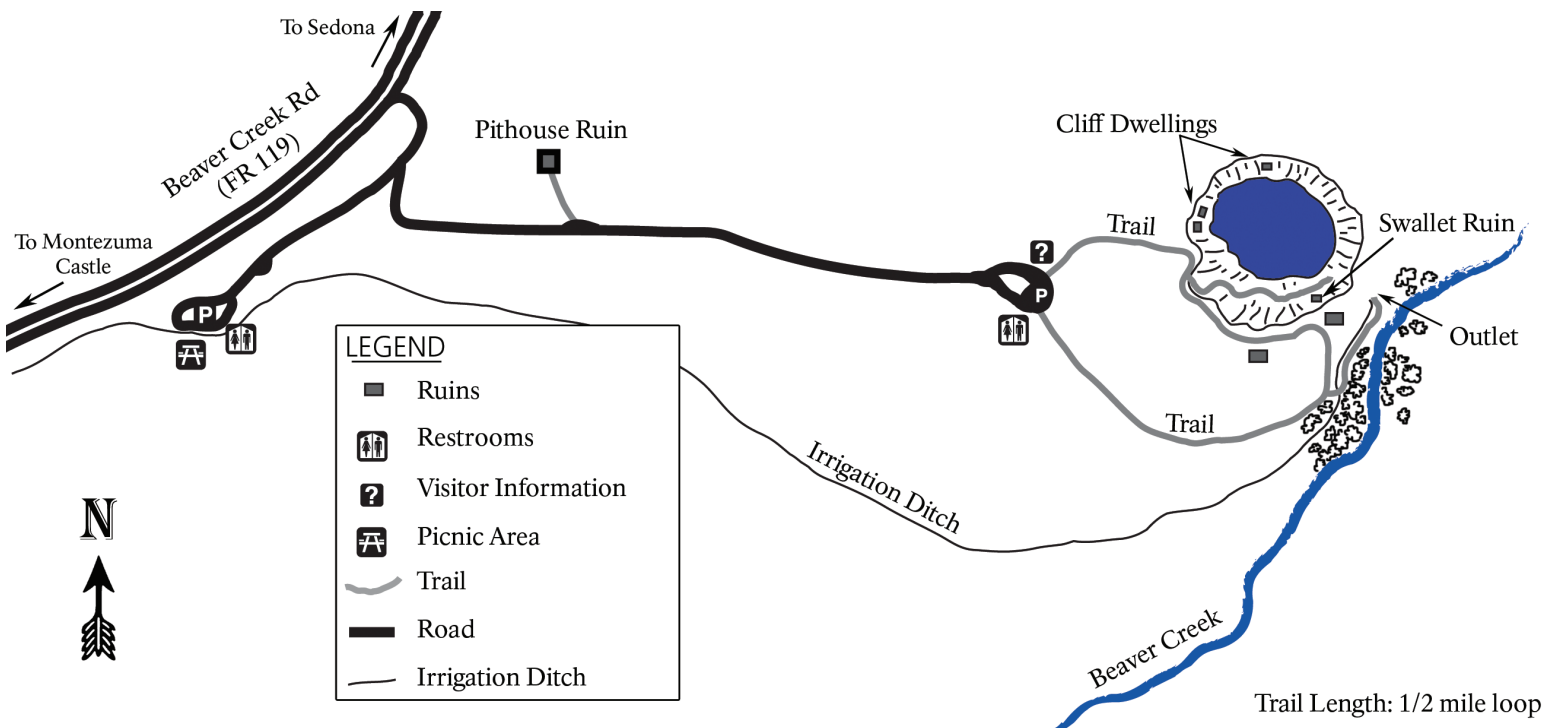 To Sedona
Beaver Creek Rd
(FR 119)
To Montezuma
Castle
Pithouse Ruin
Cliff Dwellings
Swallet Ruin
Outlet
Trail
Trail
?
P
P
LEGEND
Ruins
Restrooms
? Visitor Information
Picnic Area
Trail
Road
Irrigation Ditch
Irrigation Ditch
N
Beaver Creek
Trail Length: 1/2 mile loop